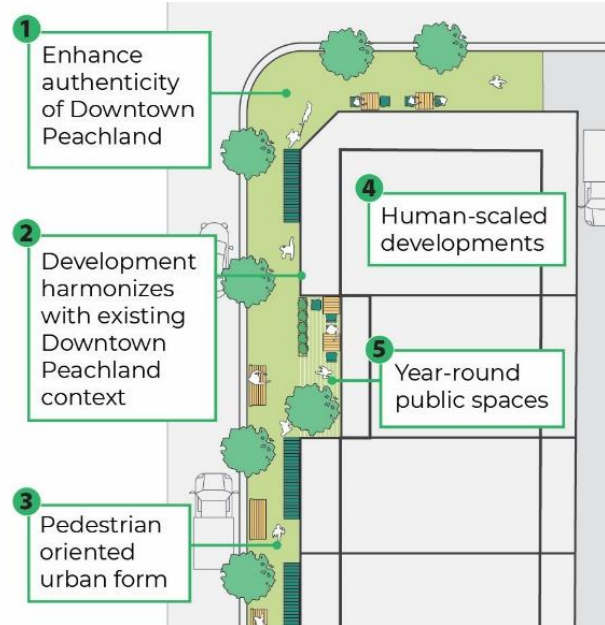 1
Enhance
authenticity
of Downtown
Peachland
2
Development
harmonizes
with existing
Downtown
Peachland
context
3
Pedestrian
oriented
urban form
4
Human-scaled
developments
5
Year-round
public spaces